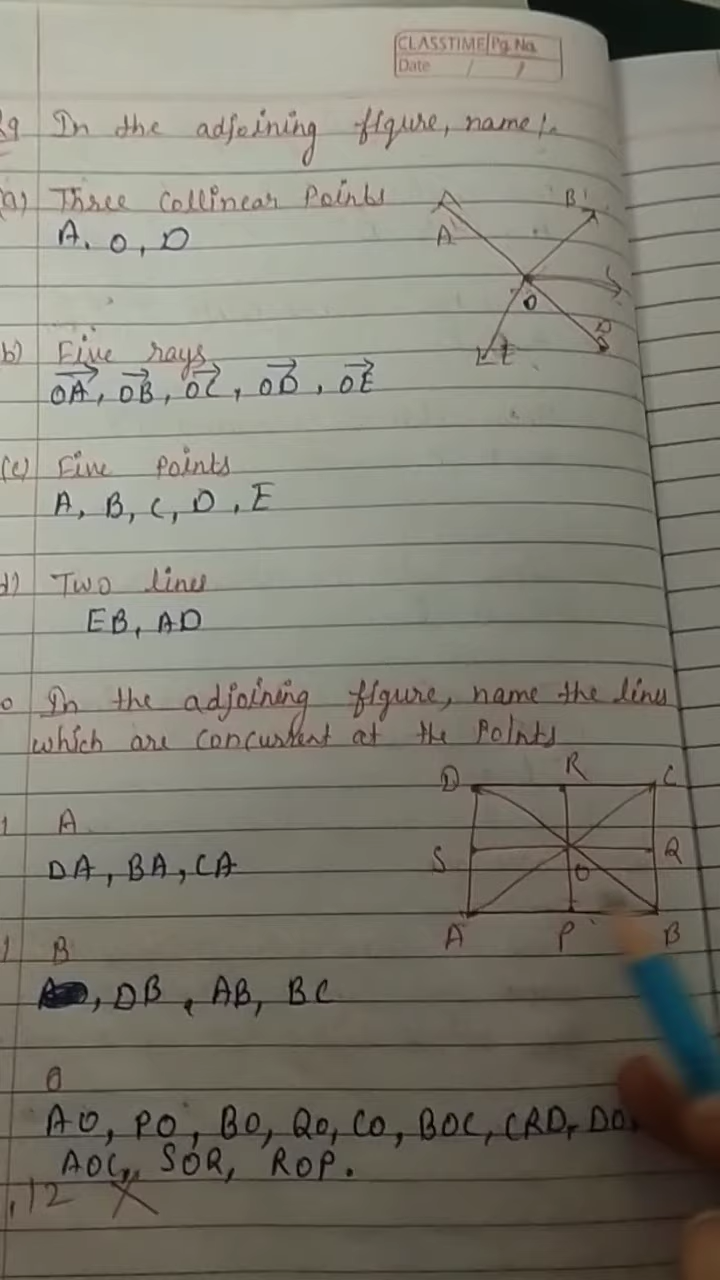 CLASSTIME Pg. No.
Date / /
In the adjoining figure, name :-
(a) Three Collinear Points
A, O, D
A B C O D E
b) Five rays
OA, OB, OC, OD, OE
(c) Five Points
A, B, C, D, E
d) Two lines
EB, AD
In the adjoining figure, name the lines
which are concurrent at the Points
D R C
A
S Q
DA, BA, CA
O
A P B
B
, DB, AB, BC
O
AO, PO, BO, QO, CO, BOC, CRD, DO,
AOC, SOR, ROP.
.12 X